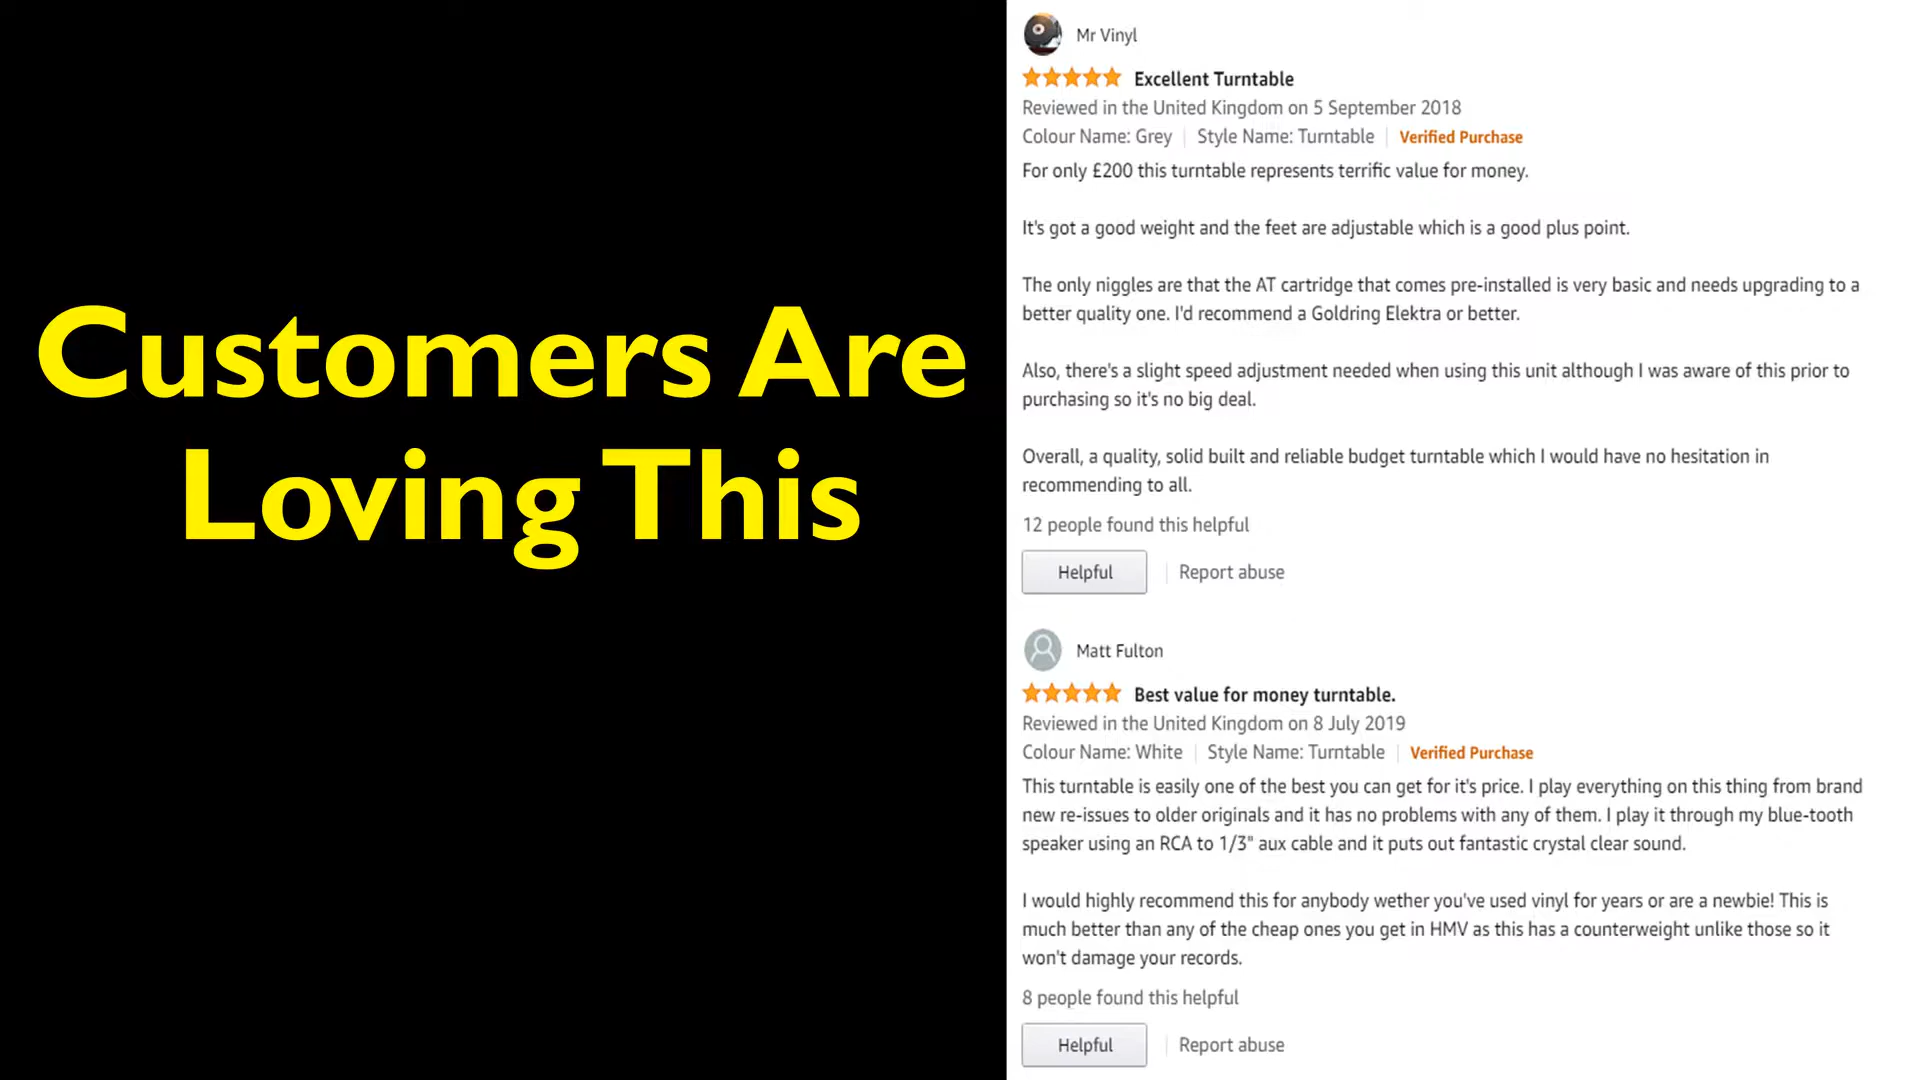 Customers Are
Loving This
Mr Vinyl
Excellent Turntable
Reviewed in the United Kingdom on 5 September 2018
Colour Name: Grey | Style Name: Turntable | Verified Purchase
For only £200 this turntable represents terrific value for money.
It's got a good weight and the feet are adjustable which is a good plus point.
The only niggles are that the AT cartridge that comes pre-installed is very basic and needs upgrading to a
better quality one. I'd recommend a Goldring Elektra or better.
Also, there's a slight speed adjustment needed when using this unit although I was aware of this prior to
purchasing so it's no big deal.
Overall, a quality, solid built and reliable budget turntable which I would have no hesitation in
recommending to all.
12 people found this helpful
Helpful | Report abuse
Matt Fulton
Best value for money turntable.
Reviewed in the United Kingdom on 8 July 2019
Colour Name: White | Style Name: Turntable | Verified Purchase
This turntable is easily one of the best you can get for it's price. I play everything on this thing from brand
new re-issues to older originals and it has no problems with any of them. I play it through my blue-tooth
speaker using an RCA to 1/3" aux cable and it puts out fantastic crystal clear sound.
I would highly recommend this for anybody wether you've used vinyl for years or are a newbie! This is
much better than any of the cheap ones you get in HMV as this has a counterweight unlike those so it
won't damage your records.
8 people found this helpful
Helpful | Report abuse